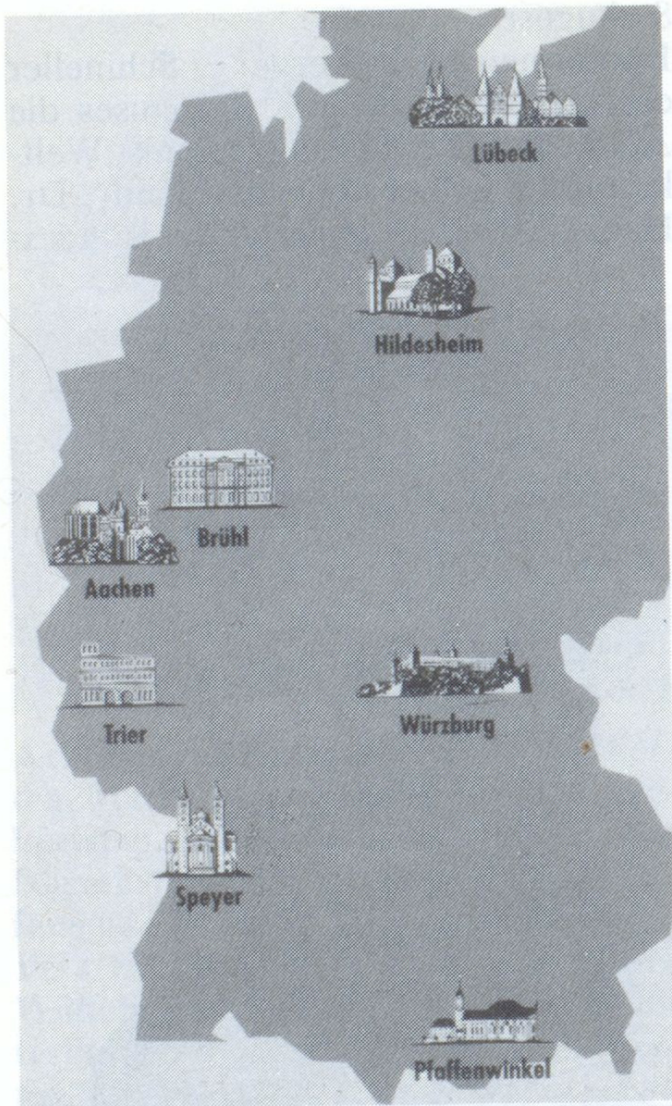 Lübeck
Hildesheim
Brühl
Aachen
Trier
Würzburg
Speyer
Pfaffenwinkel